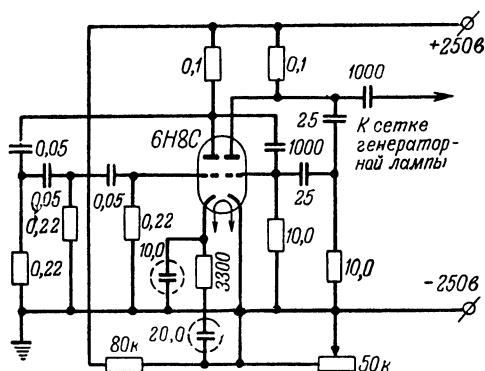 +250в
0,1
0,1
1000
25
К сетке
генератор-
ной лампы
6Н8С
1000
0,05
0,05
0,05
25
0,22
0,22
0,22
10,0
3300
10,0
10,0
20,0
-250в
80к
50к